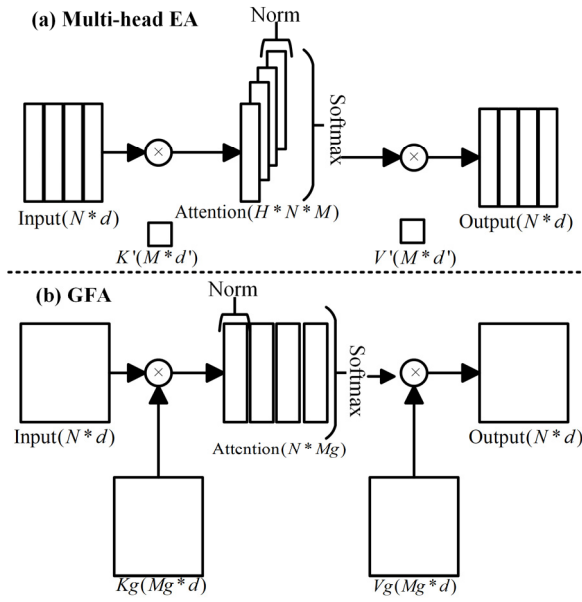 (a) Multi-head EA
Norm
Softmax
×
×
Input(N*d)
Attention(H*N*M)
Output(N*d)
K'(M*d')
V'(M*d')
(b) GFA
Norm
Softmax
×
×
Input(N*d)
Attention(N*Mg)
Output(N*d)
Kg(Mg*d)
Vg(Mg*d)